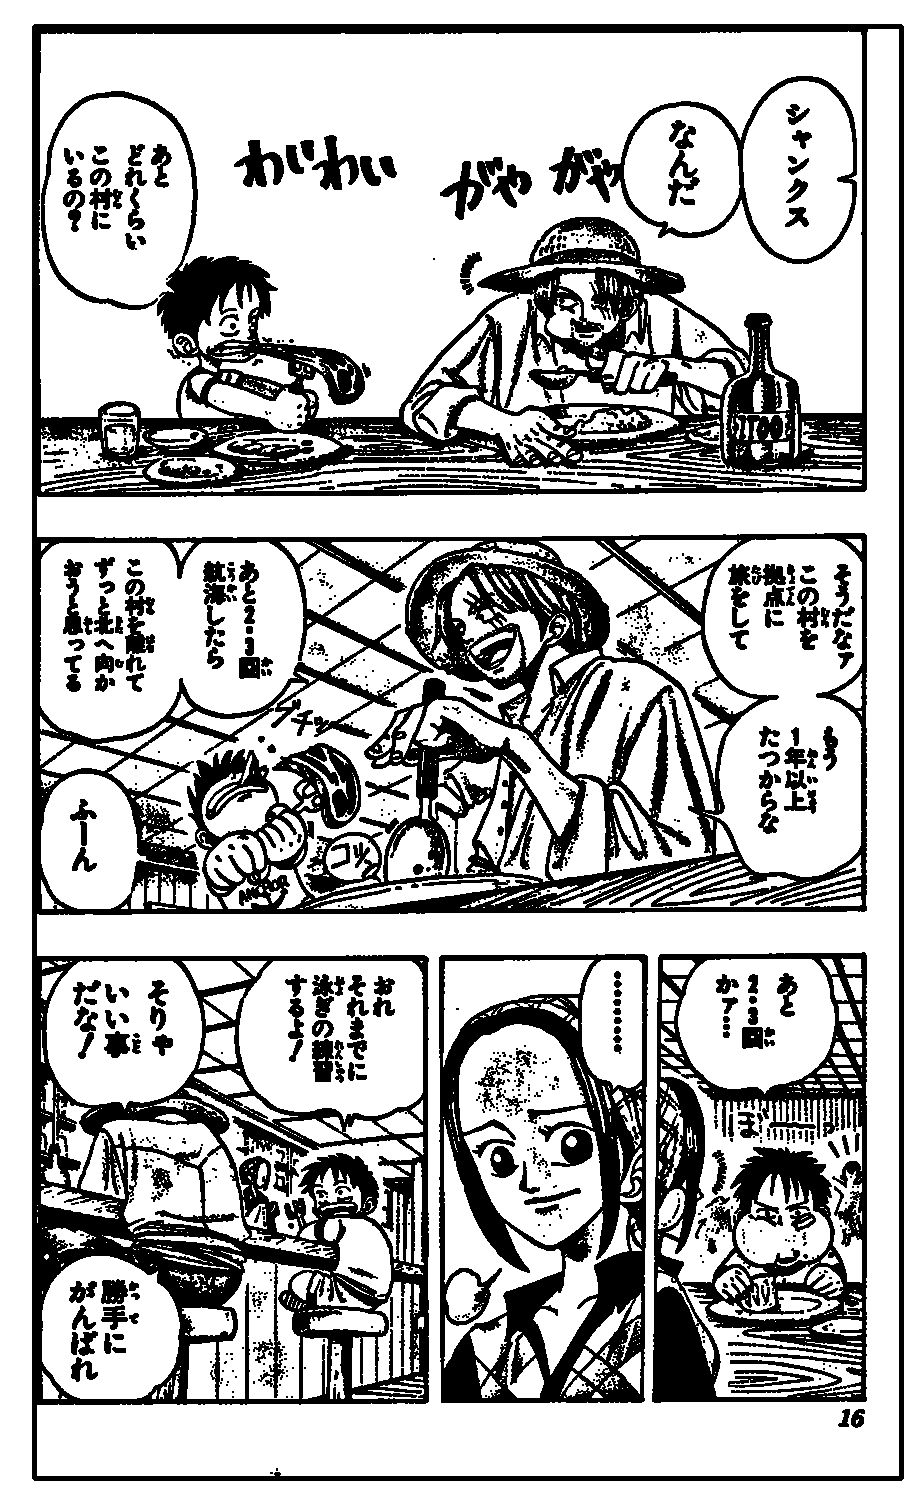 シャンクス
なんだ
がや がや
わいわい
あと
どれくらい
この村に
いるの?
そうだなァ
この村を
拠点に
旅をして
もう
1年以上
たつからな
あと2・3回
航海したら
この村を離れて
ずっと北へ向か
おうと思ってる
ブチッ
コツ
ANCHOR
ふーん
あと
2・3回
かァ…
…………
おれ
それまでに
泳ぎの練習
するよ!
そりゃ
いい事
だな!
勝手に
がんばれ
16